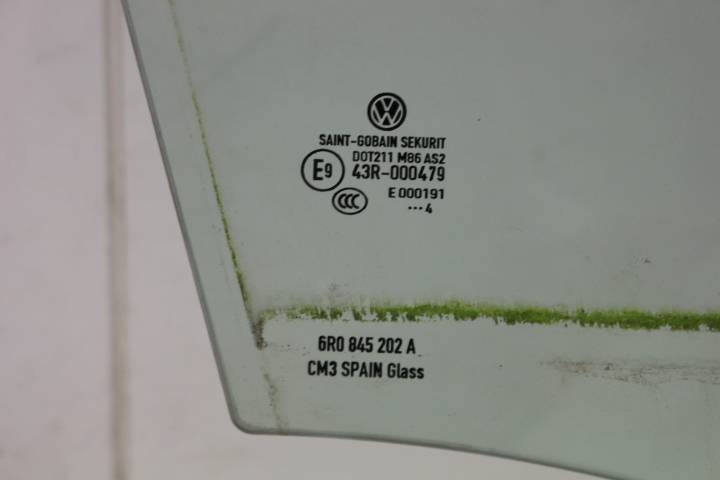 SAINT-GOBAIN SEKURIT
DOT211 M86 AS2
E9 43R-000479
CCC E 000191
···4
6R0 845 202 A
CM3 SPAIN Glass